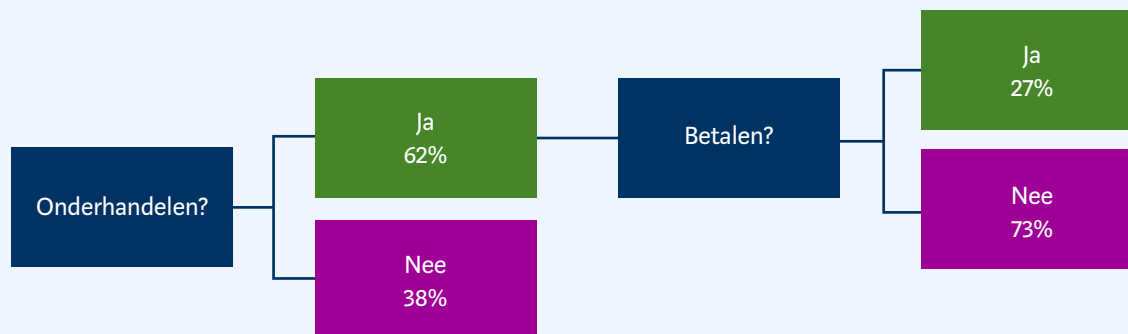 Onderhandelen?
Ja
62%
Nee
38%
Betalen?
Ja
27%
Nee
73%